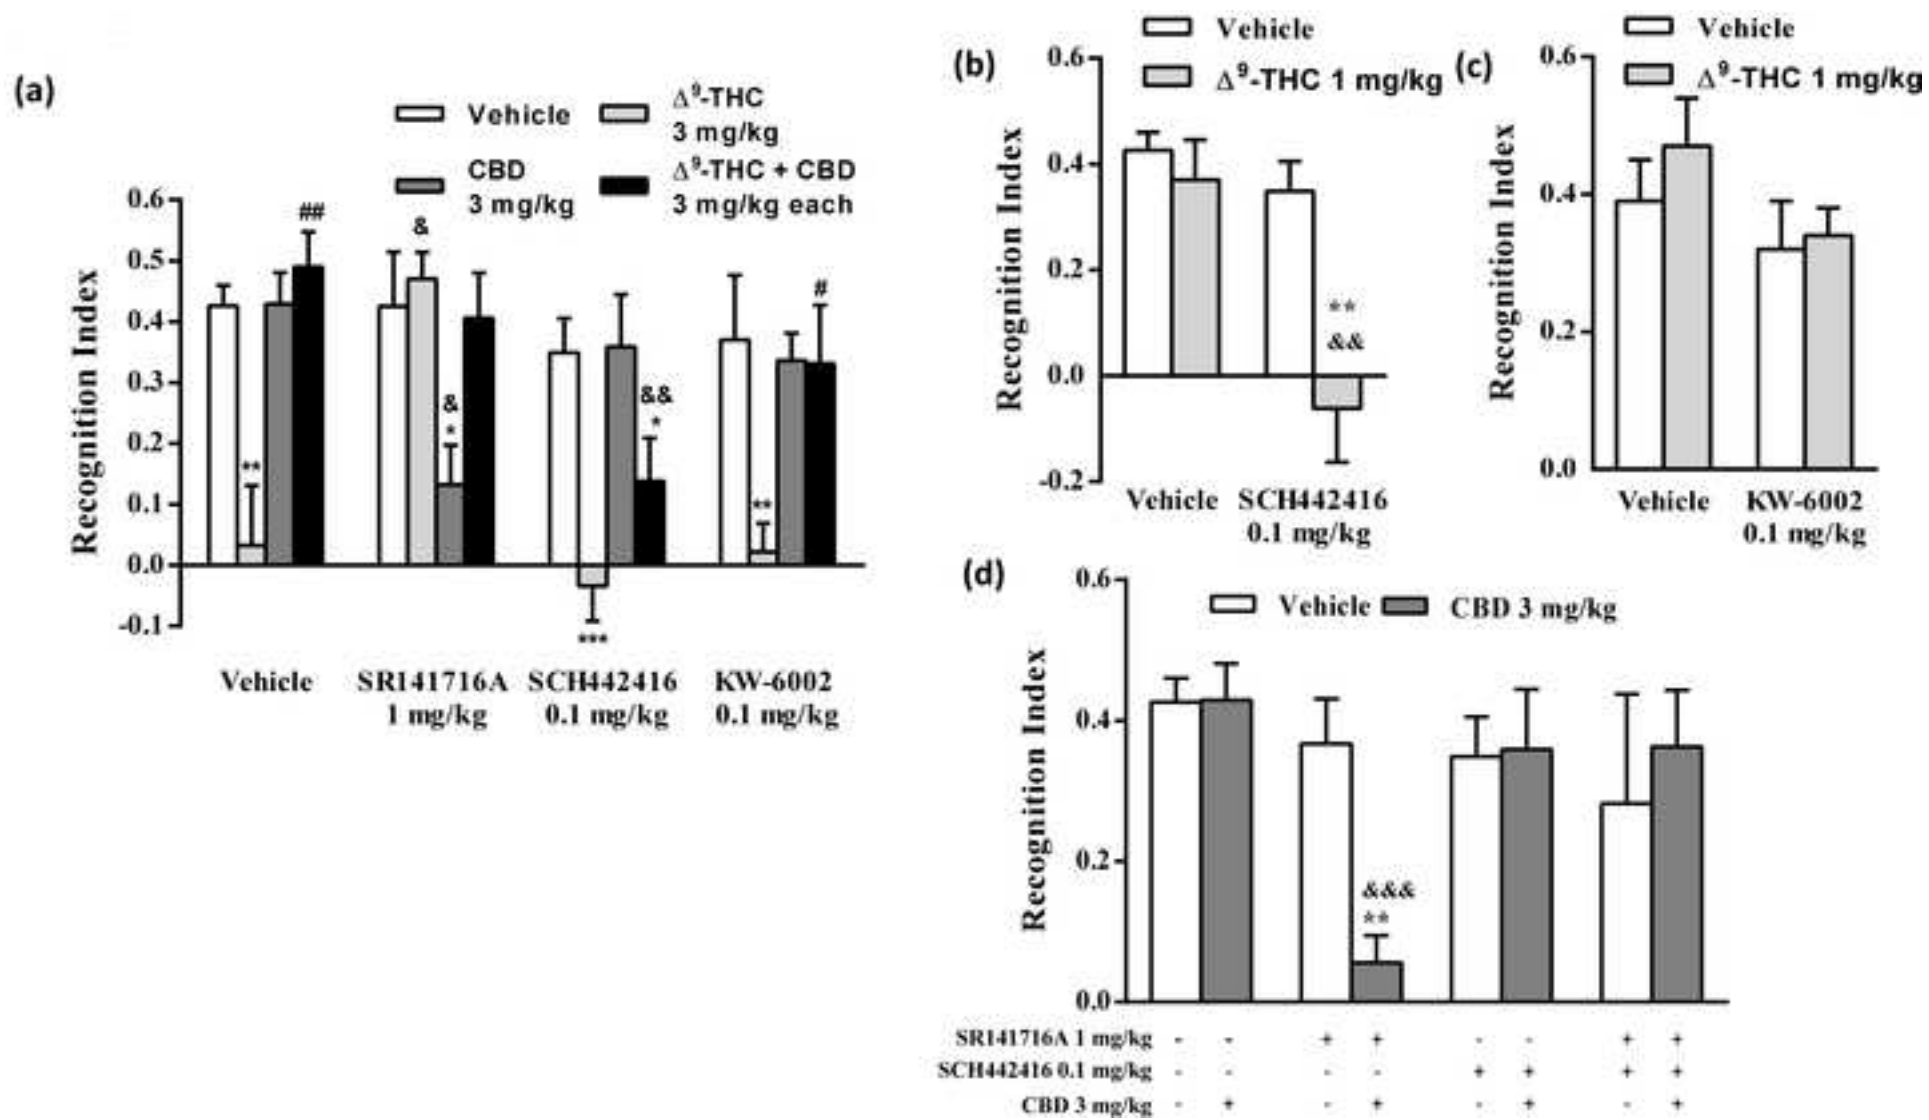 (a)
Vehicle
Δ⁹-THC
3 mg/kg
CBD
3 mg/kg
Δ⁹-THC + CBD
3 mg/kg each
Recognition Index
0.6
0.5
0.4
0.3
0.2
0.1
0.0
-0.1
**
##
&
&
*
***
&&
*
**
#
Vehicle
SR141716A
1 mg/kg
SCH442416
0.1 mg/kg
KW-6002
0.1 mg/kg
(b)
Vehicle
Δ⁹-THC 1 mg/kg
Recognition Index
0.6
0.4
0.2
0.0
-0.2
**
&&
Vehicle
SCH442416
0.1 mg/kg
(c)
Vehicle
Δ⁹-THC 1 mg/kg
Recognition Index
0.6
0.4
0.2
0.0
Vehicle
KW-6002
0.1 mg/kg
(d)
Vehicle
CBD 3 mg/kg
Recognition Index
0.6
0.4
0.2
0.0
&&&
**
SR141716A 1 mg/kg - - + + - - + +
SCH442416 0.1 mg/kg - - - - + + + +
CBD 3 mg/kg - + - + - + - +